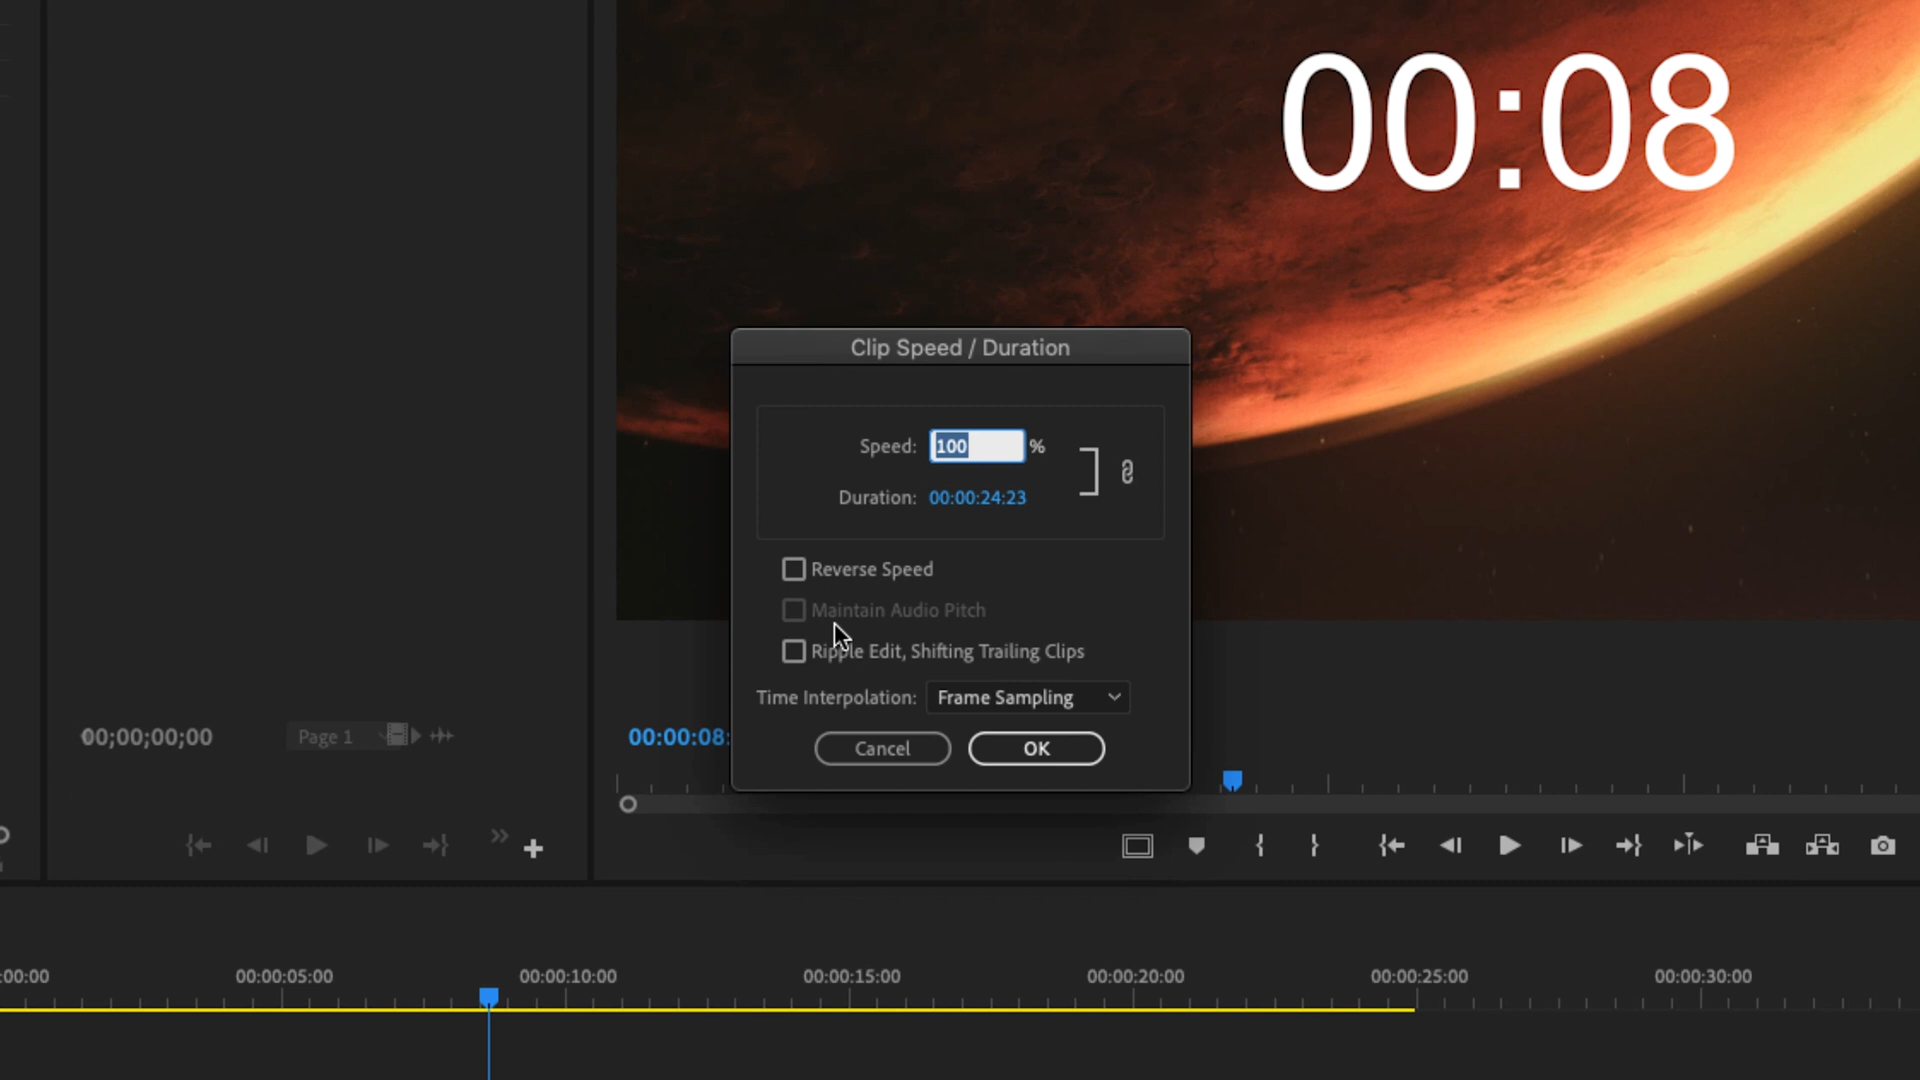 00:08
Clip Speed / Duration
Speed: 100 %
Duration: 00:00:24:23
Reverse Speed
Maintain Audio Pitch
Ripple Edit, Shifting Trailing Clips
Time Interpolation: Frame Sampling
Cancel OK
00;00;00;00 Page 1
00:00:08:
:00:00 00:00:05:00 00:00:10:00 00:00:15:00 00:00:20:00 00:00:25:00 00:00:30:00